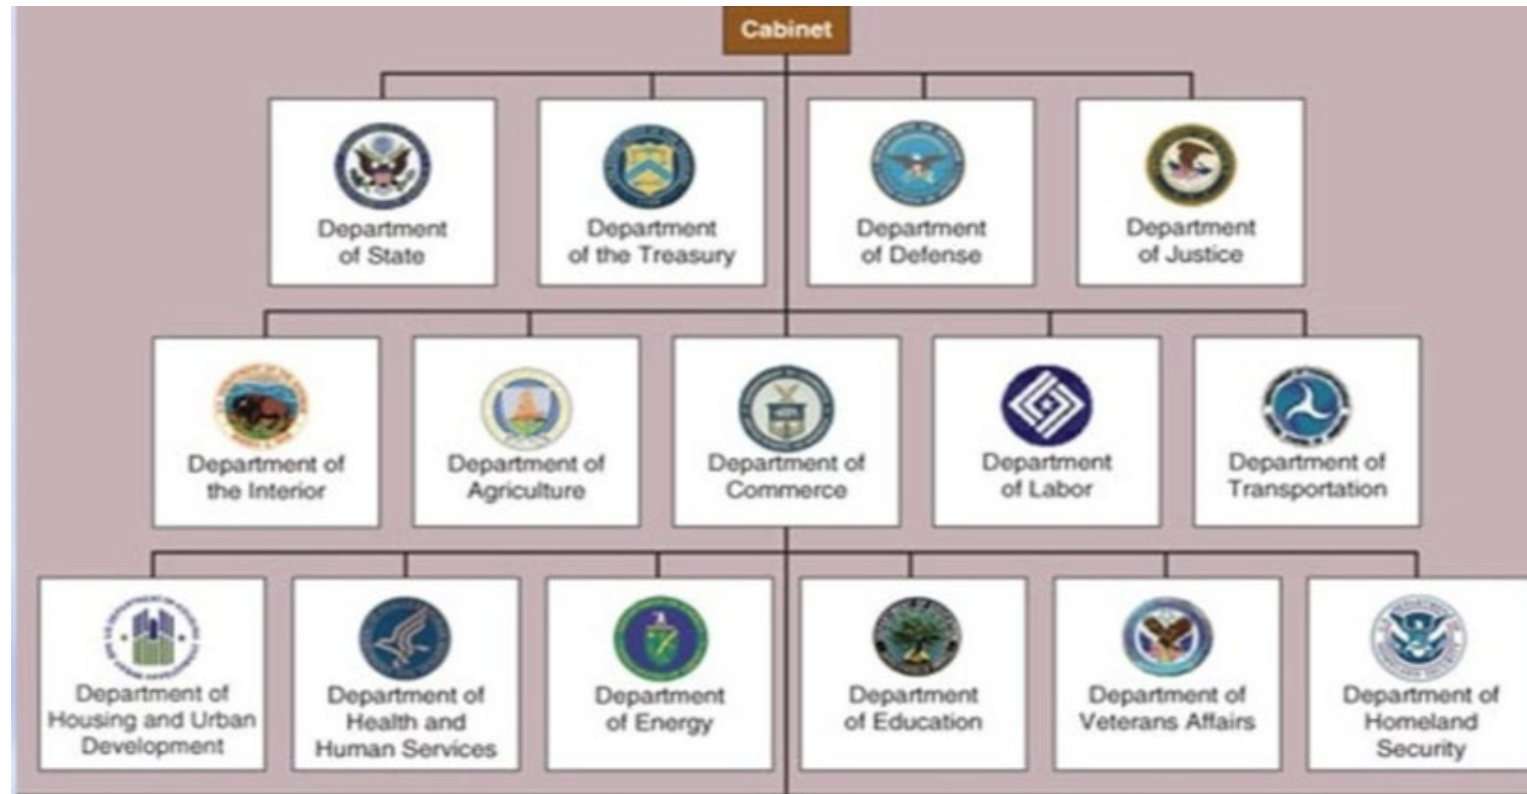 Cabinet
Department
of State
Department
of the Treasury
Department
of Defense
Department
of Justice
Department of
the Interior
Department of
Agriculture
Department of
Commerce
Department
of Labor
Department of
Transportation
Department of
Housing and Urban
Development
Department of
Health and
Human Services
Department
of Energy
Department
of Education
Department of
Veterans Affairs
Department of
Homeland
Security